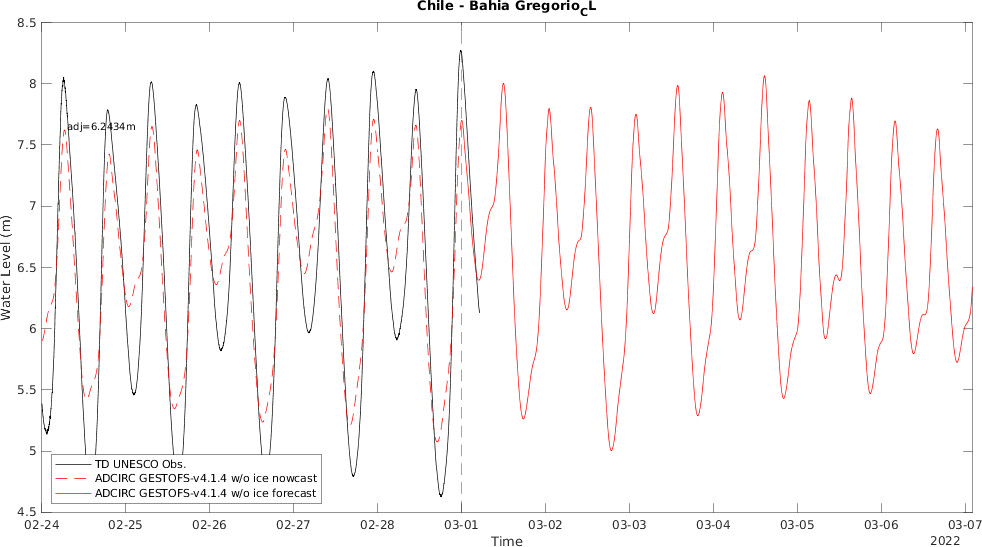 Chile - Bahia Gregorio_CL
8.5
8
7.5
7
6.5
6
5.5
5
4.5
Water Level (m)
adj=6.2434m
TD UNESCO Obs.
ADCIRC GESTOFS-v4.1.4 w/o ice nowcast
ADCIRC GESTOFS-v4.1.4 w/o ice forecast
02-24 02-25 02-26 02-27 02-28 03-01 03-02 03-03 03-04 03-05 03-06 03-07
Time
2022